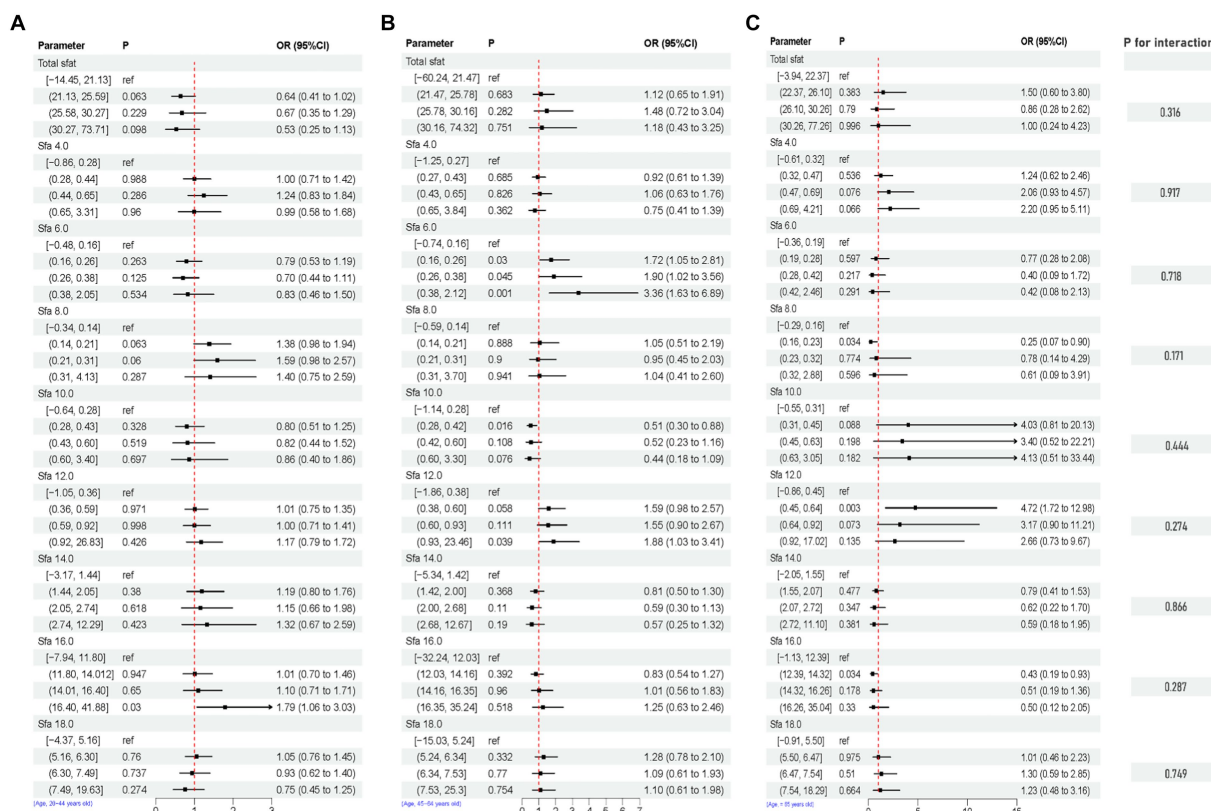 A
Parameter P OR (95%CI)
Total sfat
[−14.45, 21.13] ref
(21.13, 25.59] 0.063 0.64 (0.41 to 1.02)
(25.58, 30.27] 0.229 0.67 (0.35 to 1.29)
(30.27, 73.71] 0.098 0.53 (0.25 to 1.13)
Sfa 4.0
[−0.86, 0.28] ref
(0.28, 0.44] 0.988 1.00 (0.71 to 1.42)
(0.44, 0.65] 0.286 1.24 (0.83 to 1.84)
(0.65, 3.31] 0.96 0.99 (0.58 to 1.68)
Sfa 6.0
[−0.48, 0.16] ref
(0.16, 0.26] 0.263 0.79 (0.53 to 1.19)
(0.26, 0.38] 0.125 0.70 (0.44 to 1.11)
(0.38, 2.05] 0.534 0.83 (0.46 to 1.50)
Sfa 8.0
[−0.34, 0.14] ref
(0.14, 0.21] 0.063 1.38 (0.98 to 1.94)
(0.21, 0.31] 0.06 1.59 (0.98 to 2.57)
(0.31, 4.13] 0.287 1.40 (0.75 to 2.59)
Sfa 10.0
[−0.64, 0.28] ref
(0.28, 0.43] 0.328 0.80 (0.51 to 1.25)
(0.43, 0.60] 0.519 0.82 (0.44 to 1.52)
(0.60, 3.40] 0.697 0.86 (0.40 to 1.86)
Sfa 12.0
[−1.05, 0.36] ref
(0.36, 0.59] 0.971 1.01 (0.75 to 1.35)
(0.59, 0.92] 0.998 1.00 (0.71 to 1.41)
(0.92, 26.83] 0.426 1.17 (0.79 to 1.72)
Sfa 14.0
[−3.17, 1.44] ref
(1.44, 2.05] 0.38 1.19 (0.80 to 1.76)
(2.05, 2.74] 0.618 1.15 (0.66 to 1.98)
(2.74, 12.29] 0.423 1.32 (0.67 to 2.59)
Sfa 16.0
[−7.94, 11.80] ref
(11.80, 14.012] 0.947 1.01 (0.70 to 1.46)
(14.01, 16.40] 0.65 1.10 (0.71 to 1.71)
(16.40, 41.88] 0.03 1.79 (1.06 to 3.03)
Sfa 18.0
[−4.37, 5.16] ref
(5.16, 6.30] 0.76 1.05 (0.76 to 1.45)
(6.30, 7.49] 0.737 0.93 (0.62 to 1.40)
(7.49, 19.63] 0.274 0.75 (0.45 to 1.25)
(Age, 20−44 years old) 0 1 2 3
B
Parameter P OR (95%CI)
Total sfat
[−60.24, 21.47] ref
(21.47, 25.78] 0.683 1.12 (0.65 to 1.91)
(25.78, 30.16] 0.282 1.48 (0.72 to 3.04)
(30.16, 74.32] 0.751 1.18 (0.43 to 3.25)
Sfa 4.0
[−1.25, 0.27] ref
(0.27, 0.43] 0.685 0.92 (0.61 to 1.39)
(0.43, 0.65] 0.826 1.06 (0.63 to 1.76)
(0.65, 3.84] 0.362 0.75 (0.41 to 1.39)
Sfa 6.0
[−0.74, 0.16] ref
(0.16, 0.26] 0.03 1.72 (1.05 to 2.81)
(0.26, 0.38] 0.045 1.90 (1.02 to 3.56)
(0.38, 2.12] 0.001 3.36 (1.63 to 6.89)
Sfa 8.0
[−0.59, 0.14] ref
(0.14, 0.21] 0.888 1.05 (0.51 to 2.19)
(0.21, 0.31] 0.9 0.95 (0.45 to 2.03)
(0.31, 3.70] 0.941 1.04 (0.41 to 2.60)
Sfa 10.0
[−1.14, 0.28] ref
(0.28, 0.42] 0.016 0.51 (0.30 to 0.88)
(0.42, 0.60] 0.108 0.52 (0.23 to 1.16)
(0.60, 3.30] 0.076 0.44 (0.18 to 1.09)
Sfa 12.0
[−1.86, 0.38] ref
(0.38, 0.60] 0.058 1.59 (0.98 to 2.57)
(0.60, 0.93] 0.111 1.55 (0.90 to 2.67)
(0.93, 23.46] 0.039 1.88 (1.03 to 3.41)
Sfa 14.0
[−5.34, 1.42] ref
(1.42, 2.00] 0.368 0.81 (0.50 to 1.30)
(2.00, 2.68] 0.11 0.59 (0.30 to 1.13)
(2.68, 12.67] 0.19 0.57 (0.25 to 1.32)
Sfa 16.0
[−32.24, 12.03] ref
(12.03, 14.16] 0.392 0.83 (0.54 to 1.27)
(14.16, 16.35] 0.96 1.01 (0.56 to 1.83)
(16.35, 35.24] 0.518 1.25 (0.63 to 2.46)
Sfa 18.0
[−15.03, 5.24] ref
(5.24, 6.34] 0.332 1.28 (0.78 to 2.10)
(6.34, 7.53] 0.77 1.09 (0.61 to 1.93)
(7.53, 25.3] 0.754 1.10 (0.61 to 1.98)
(Age, 45−64 years old) 0 1 2 3 4 5 6 7
C
Parameter P OR (95%CI) P for interaction
Total sfat
[−3.94, 22.37] ref
(22.37, 26.10] 0.383 1.50 (0.60 to 3.80)
(26.10, 30.26] 0.79 0.86 (0.28 to 2.62)
(30.26, 77.26] 0.996 1.00 (0.24 to 4.23)
0.316
Sfa 4.0
[−0.61, 0.32] ref
(0.32, 0.47] 0.536 1.24 (0.62 to 2.46)
(0.47, 0.69] 0.076 2.06 (0.93 to 4.57)
(0.69, 4.21] 0.066 2.20 (0.95 to 5.11)
0.917
Sfa 6.0
[−0.36, 0.19] ref
(0.19, 0.28] 0.597 0.77 (0.28 to 2.08)
(0.28, 0.42] 0.217 0.40 (0.09 to 1.72)
(0.42, 2.46] 0.291 0.42 (0.08 to 2.13)
0.718
Sfa 8.0
[−0.29, 0.16] ref
(0.16, 0.23] 0.034 0.25 (0.07 to 0.90)
(0.23, 0.32] 0.774 0.78 (0.14 to 4.29)
(0.32, 2.88] 0.596 0.61 (0.09 to 3.91)
0.171
Sfa 10.0
[−0.55, 0.31] ref
(0.31, 0.45] 0.088 4.03 (0.81 to 20.13)
(0.45, 0.63] 0.198 3.40 (0.52 to 22.21)
(0.63, 3.05] 0.182 4.13 (0.51 to 33.44)
0.444
Sfa 12.0
[−0.86, 0.45] ref
(0.45, 0.64] 0.003 4.72 (1.72 to 12.98)
(0.64, 0.92] 0.073 3.17 (0.90 to 11.21)
(0.92, 17.02] 0.135 2.66 (0.73 to 9.67)
0.274
Sfa 14.0
[−2.05, 1.55] ref
(1.55, 2.07] 0.477 0.79 (0.41 to 1.53)
(2.07, 2.72] 0.347 0.62 (0.22 to 1.70)
(2.72, 11.10] 0.381 0.59 (0.18 to 1.95)
0.866
Sfa 16.0
[−1.13, 12.39] ref
(12.39, 14.32] 0.034 0.43 (0.19 to 0.93)
(14.32, 16.26] 0.178 0.51 (0.19 to 1.36)
(16.26, 35.04] 0.33 0.50 (0.12 to 2.05)
0.287
Sfa 18.0
[−0.91, 5.50] ref
(5.50, 6.47] 0.975 1.01 (0.46 to 2.23)
(6.47, 7.54] 0.51 1.30 (0.59 to 2.85)
(7.54, 18.29] 0.664 1.23 (0.48 to 3.16)
0.749
0 5 10 15